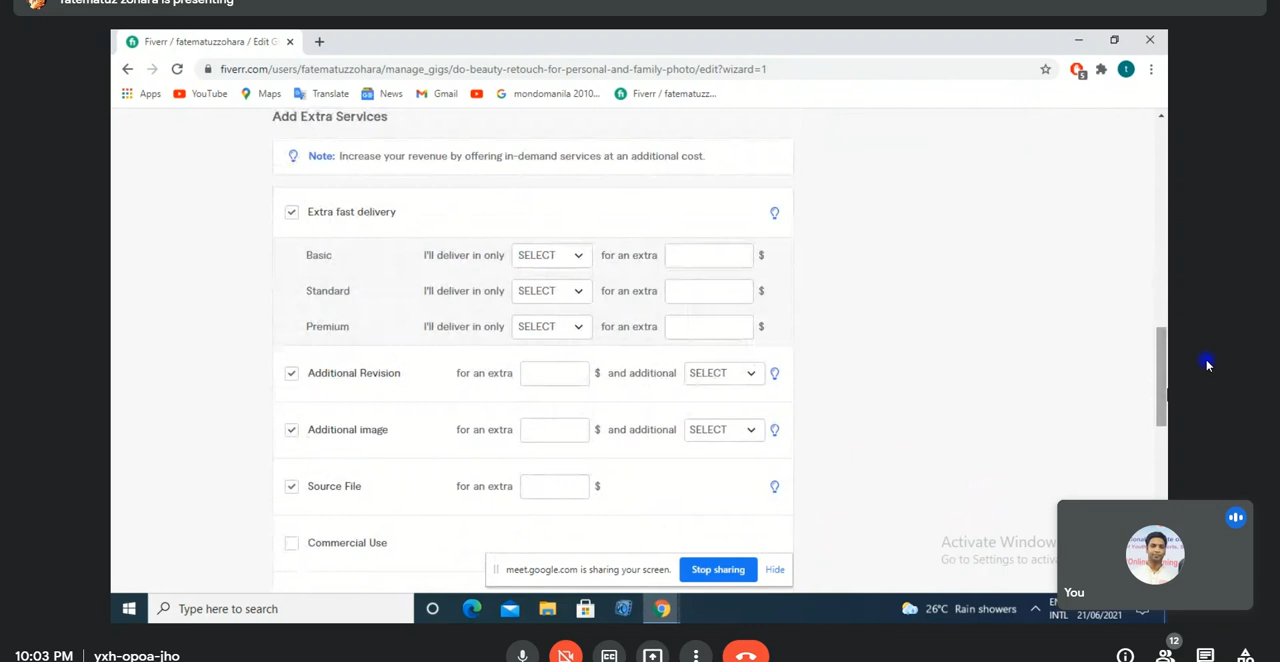 fatematuz zohara is presenting
Fiverr / fatematuzzohara / Edit G
fiverr.com/users/fatematuzzohara/manage_gigs/do-beauty-retouch-for-personal-and-family-photo/edit?wizard=1
5
t
Apps YouTube Maps Translate News Gmail mondomanila 2010... Fiverr / fatematuzz...
Add Extra Services
Note: Increase your revenue by offering in-demand services at an additional cost.
Extra fast delivery
Basic I'll deliver in only SELECT for an extra $
Standard I'll deliver in only SELECT for an extra $
Premium I'll deliver in only SELECT for an extra $
Additional Revision for an extra $ and additional SELECT
Additional image for an extra $ and additional SELECT
Source File for an extra $
Commercial Use
Activate Window
Go to Settings to activa
meet.google.com is sharing your screen. Stop sharing Hide
You
Type here to search
26°C Rain showers
INTL 21/06/2021
12
10:03 PM yxh-opoa-jho